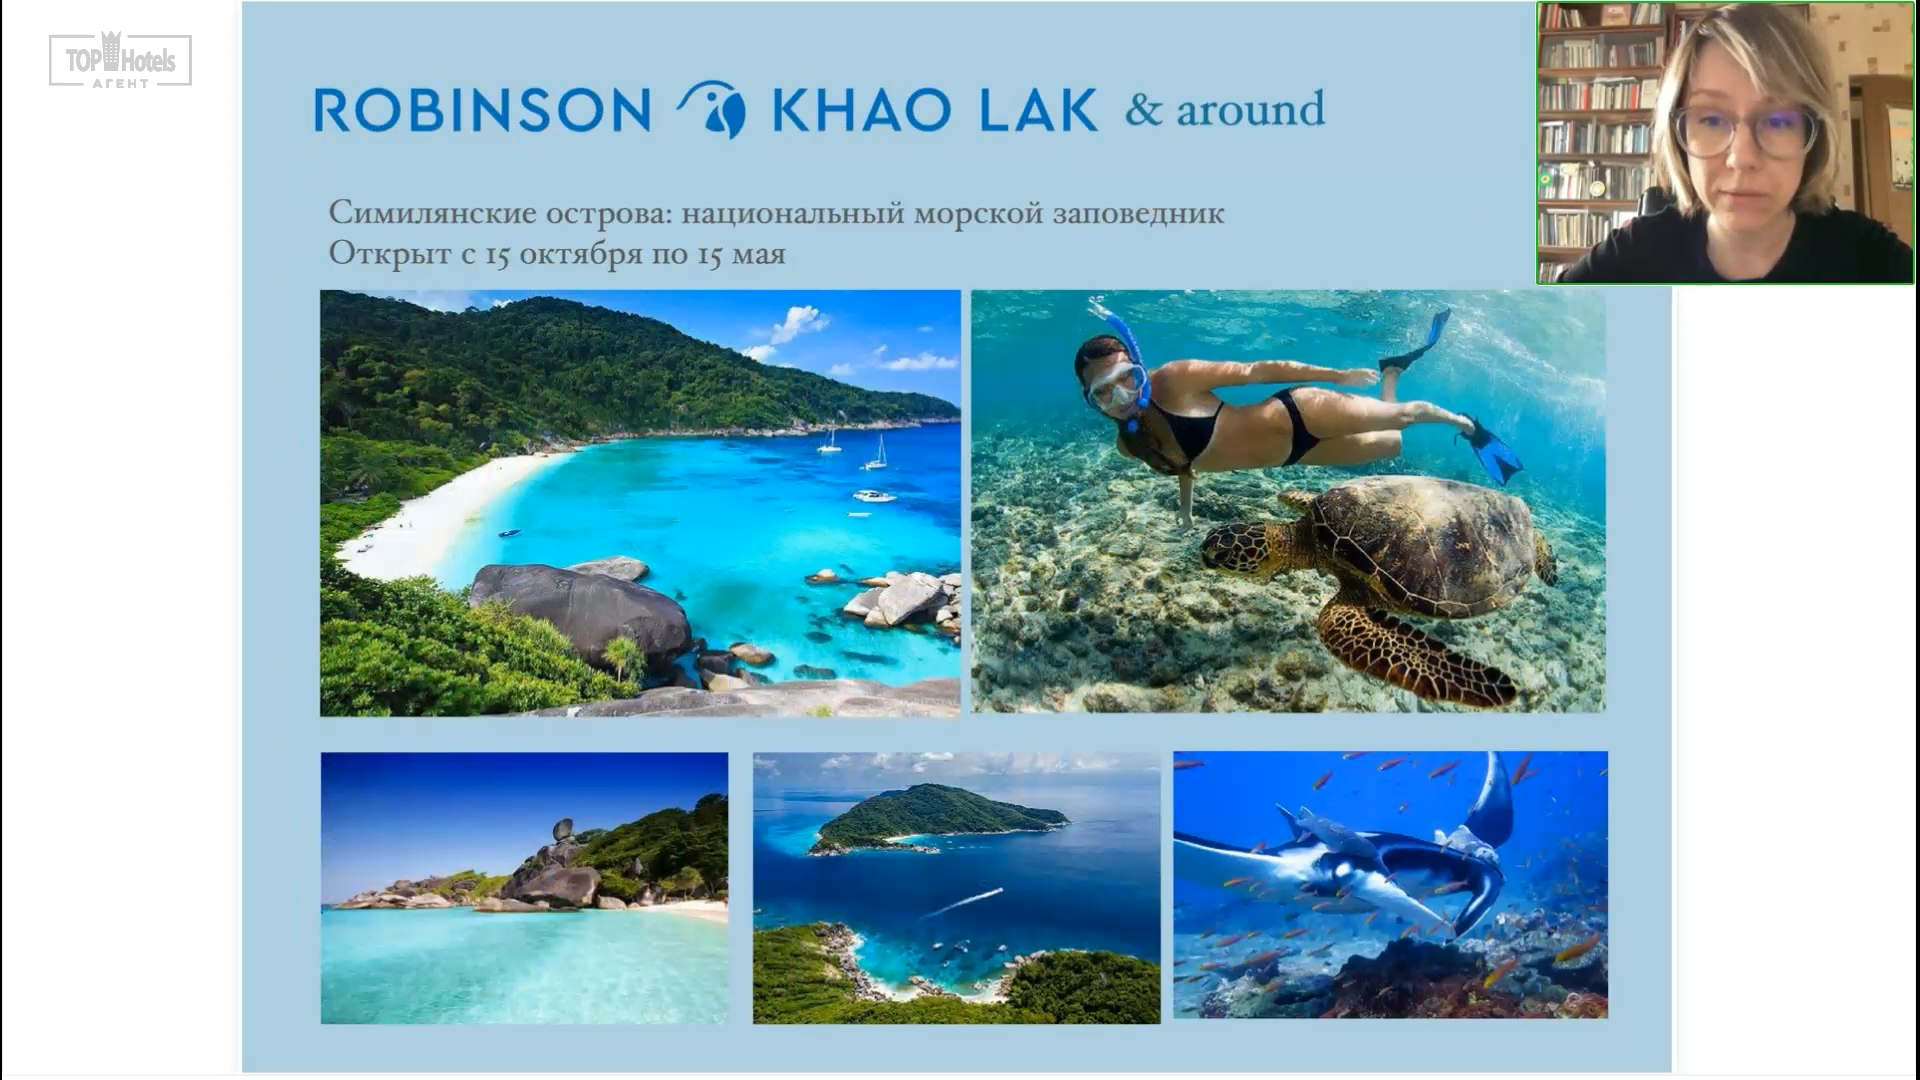 TOP Hotels
АГЕНТ
ROBINSON KHAO LAK & around
Симилянские острова: национальный морской заповедник
Открыт с 15 октября по 15 мая